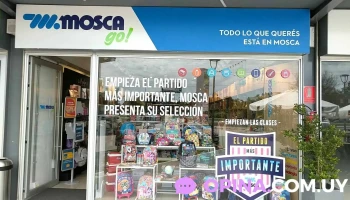 MOSCA
go!
TODO LO QUE QUERÉS
ESTÁ EN MOSCA
EMPIEZA EL PARTIDO
MÁS IMPORTANTE, MOSCA
PRESENTA SU SELECCIÓN
EMPIEZAN LAS CLASES
EL PARTIDO
MÁS
IMPORTANTE
OPINA.COM.UY